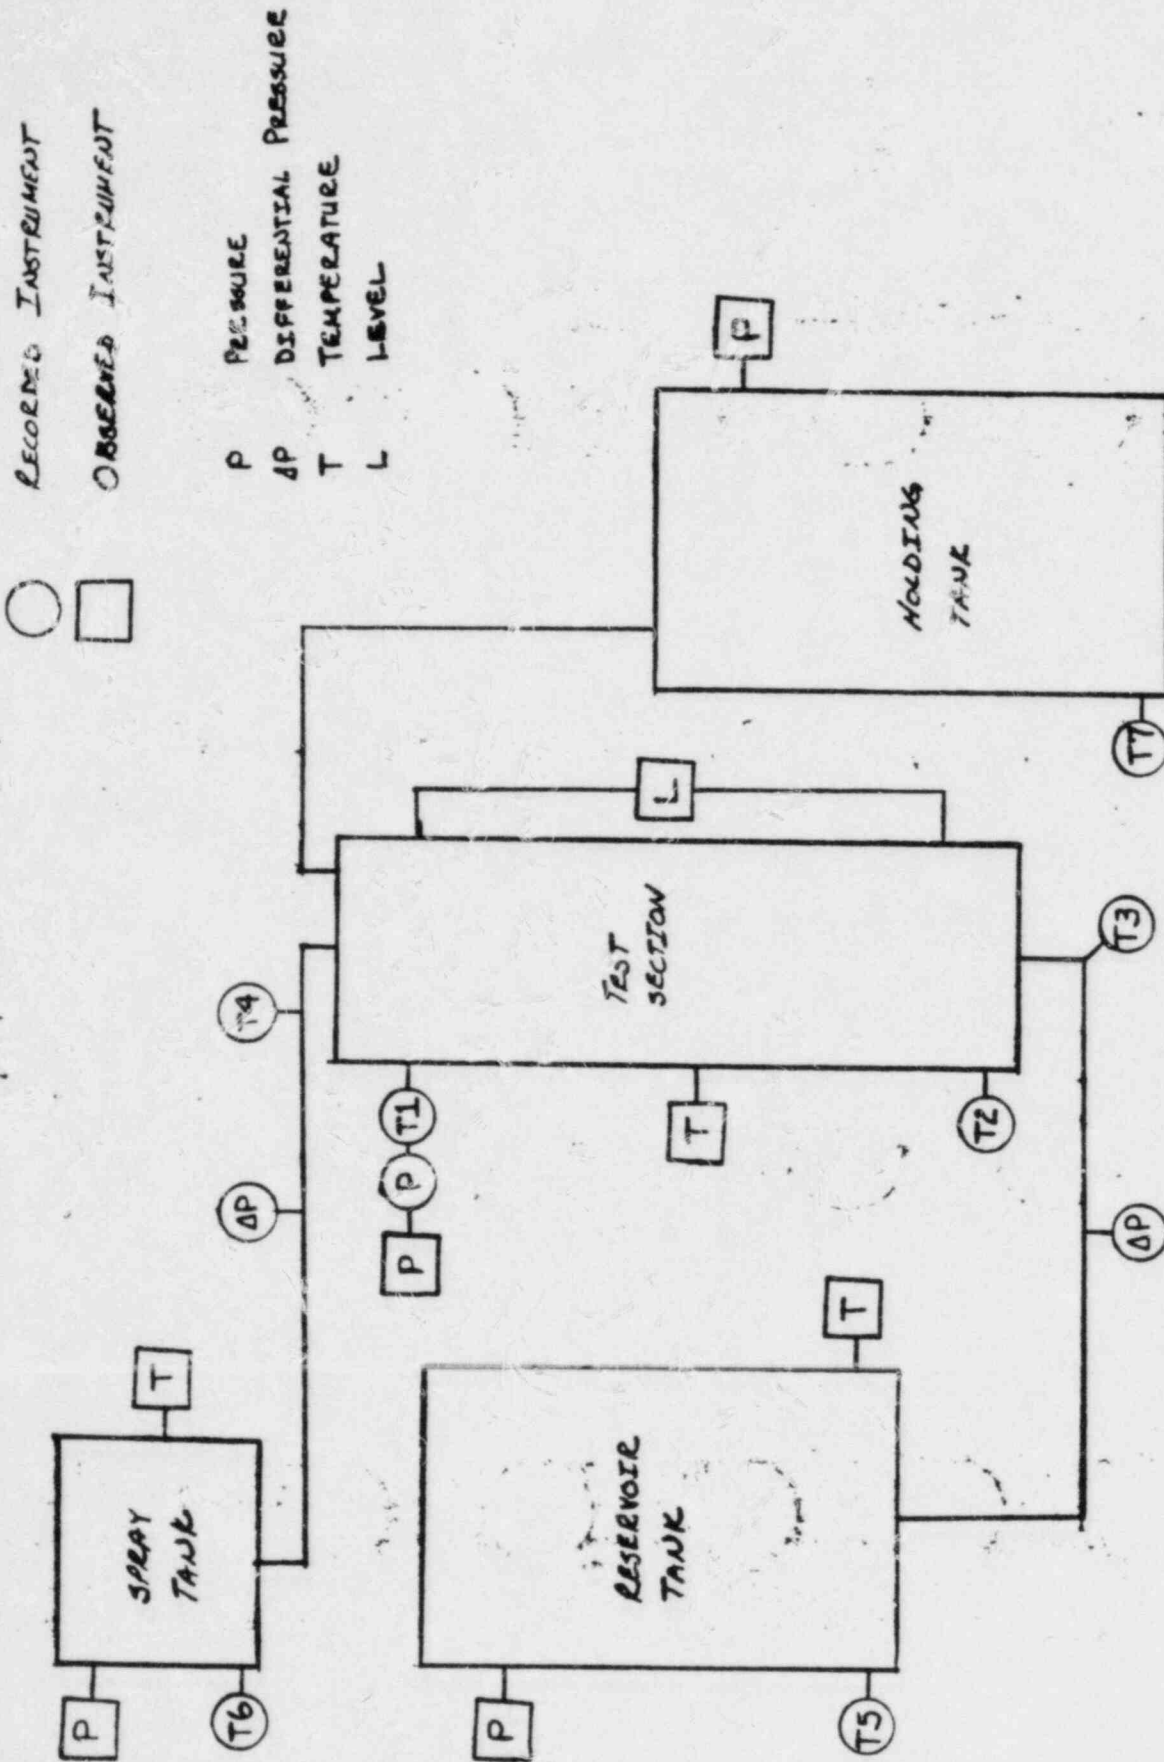 RECORDED INSTRUMENT
OBSERVED INSTRUMENT
P PRESSURE
ΔP DIFFERENTIAL PRESSURE
T TEMPERATURE
L LEVEL
P
T6
SPRAY
TANK
T
ΔP
T4
P
P
T1
T
T2
TEST
SECTION
L
P
T5
RESERVOIR
TANK
T
ΔP
T3
HOLDING
TANK
P
T7